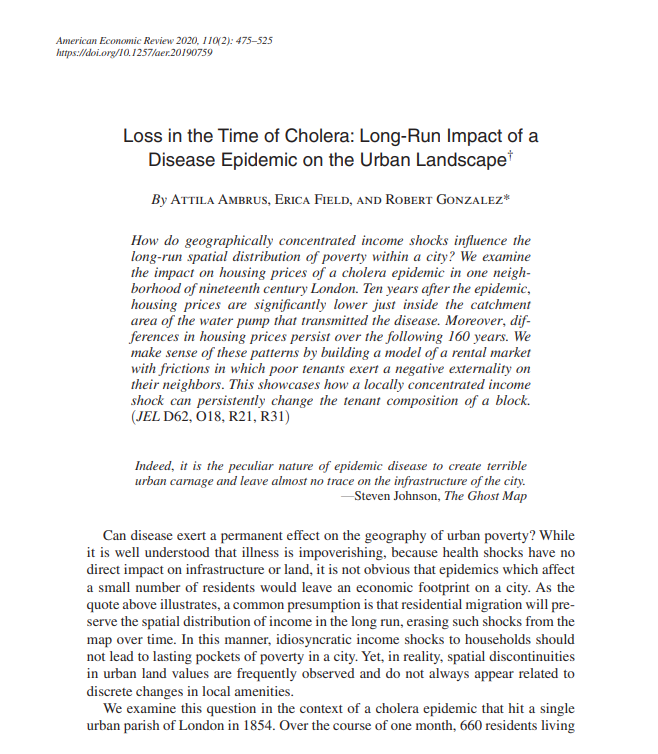 American Economic Review 2020, 110(2): 475–525
https://doi.org/10.1257/aer.20190759
Loss in the Time of Cholera: Long-Run Impact of a
Disease Epidemic on the Urban Landscape†
By Attila Ambrus, Erica Field, and Robert Gonzalez*
How do geographically concentrated income shocks influence the
long-run spatial distribution of poverty within a city? We examine
the impact on housing prices of a cholera epidemic in one neigh-
borhood of nineteenth century London. Ten years after the epidemic,
housing prices are significantly lower just inside the catchment
area of the water pump that transmitted the disease. Moreover, dif-
ferences in housing prices persist over the following 160 years. We
make sense of these patterns by building a model of a rental market
with frictions in which poor tenants exert a negative externality on
their neighbors. This showcases how a locally concentrated income
shock can persistently change the tenant composition of a block.
(JEL D62, O18, R21, R31)
Indeed, it is the peculiar nature of epidemic disease to create terrible
urban carnage and leave almost no trace on the infrastructure of the city.
—Steven Johnson, The Ghost Map
Can disease exert a permanent effect on the geography of urban poverty? While
it is well understood that illness is impoverishing, because health shocks have no
direct impact on infrastructure or land, it is not obvious that epidemics which affect
a small number of residents would leave an economic footprint on a city. As the
quote above illustrates, a common presumption is that residential migration will pre-
serve the spatial distribution of income in the long run, erasing such shocks from the
map over time. In this manner, idiosyncratic income shocks to households should
not lead to lasting pockets of poverty in a city. Yet, in reality, spatial discontinuities
in urban land values are frequently observed and do not always appear related to
discrete changes in local amenities.
We examine this question in the context of a cholera epidemic that hit a single
urban parish of London in 1854. Over the course of one month, 660 residents living